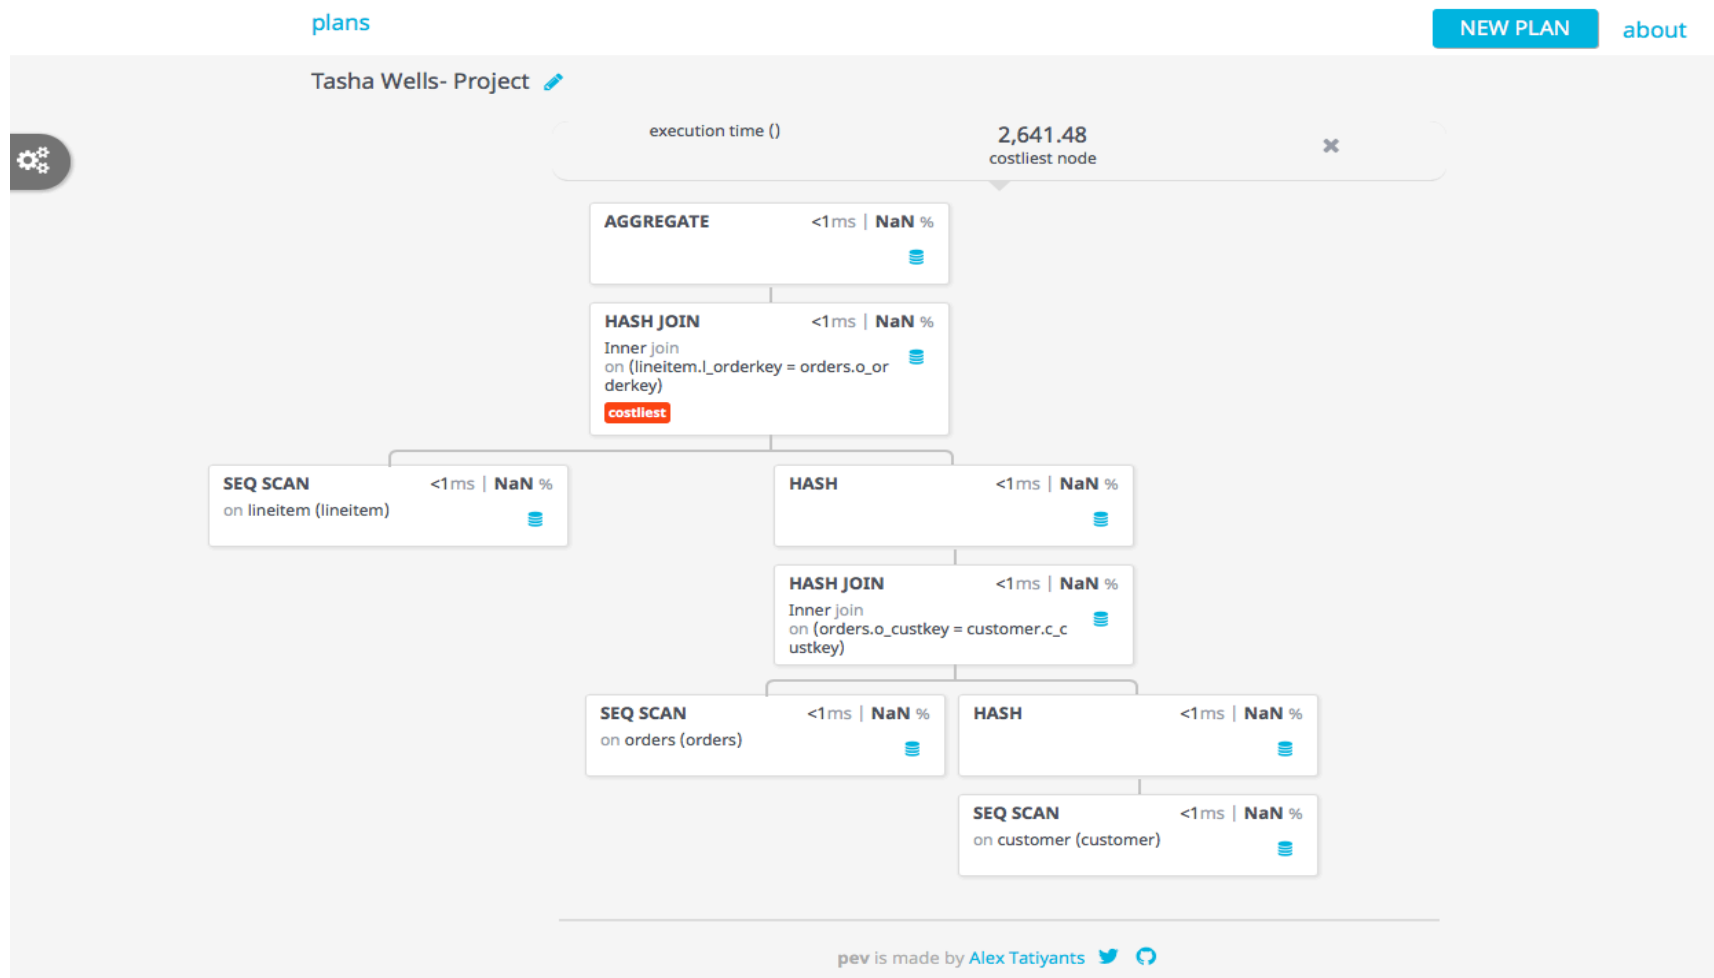 plans
NEW PLAN
about
Tasha Wells- Project
execution time ()
2,641.48
costliest node
AGGREGATE <1ms | NaN %
HASH JOIN <1ms | NaN %
Inner join
on (lineitem.l_orderkey = orders.o_or
derkey)
costliest
SEQ SCAN <1ms | NaN %
on lineitem (lineitem)
HASH <1ms | NaN %
HASH JOIN <1ms | NaN %
Inner join
on (orders.o_custkey = customer.c_c
ustkey)
SEQ SCAN <1ms | NaN %
on orders (orders)
HASH <1ms | NaN %
SEQ SCAN <1ms | NaN %
on customer (customer)
pev is made by Alex Tatiyants